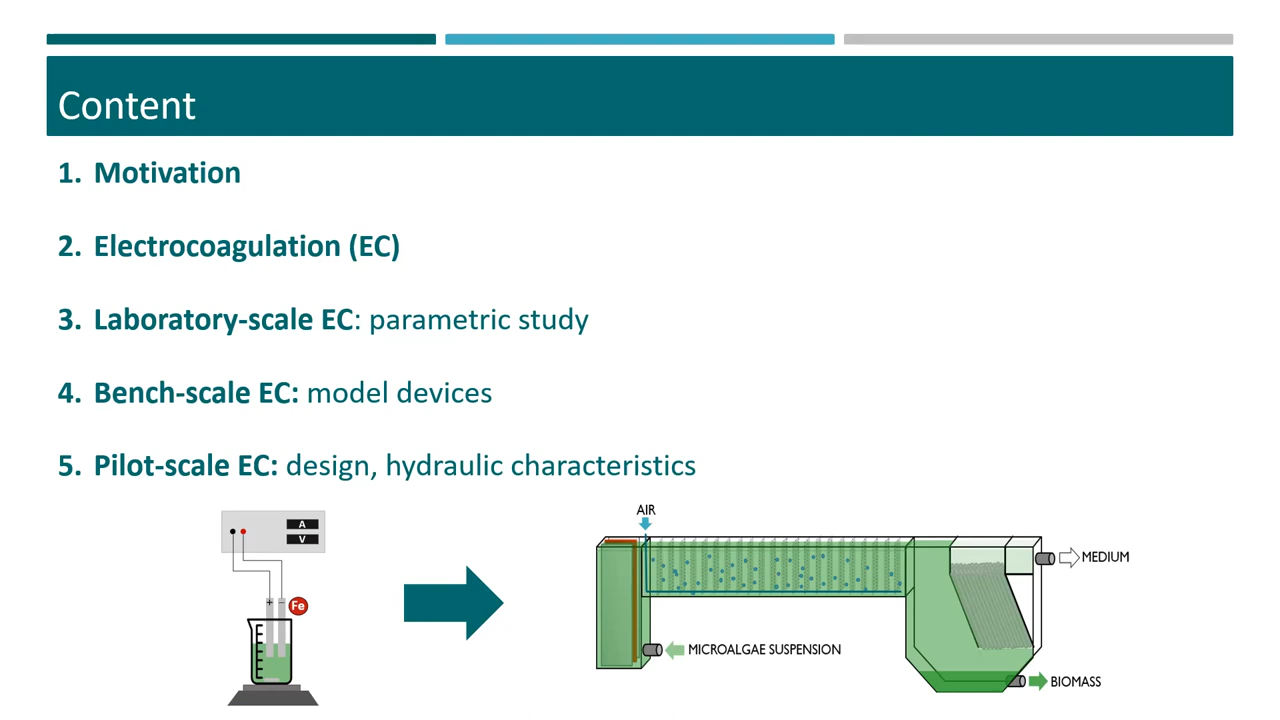 Content
1. Motivation
2. Electrocoagulation (EC)
3. Laboratory-scale EC: parametric study
4. Bench-scale EC: model devices
5. Pilot-scale EC: design, hydraulic characteristics
A
V
+ −
Fe
AIR
MEDIUM
MICROALGAE SUSPENSION
BIOMASS